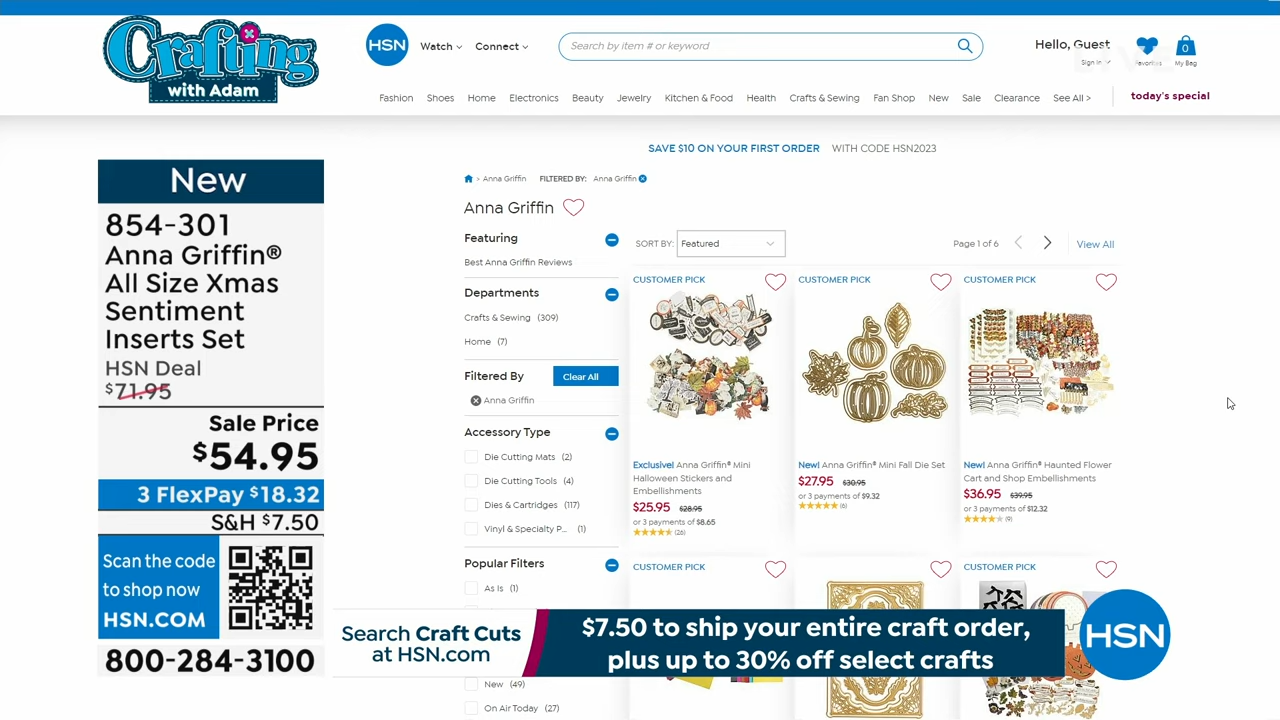 Crafting
with Adam
HSN
Watch
Connect
Search by item # or keyword
Hello, Guest
Sign In
Favorites
0
My Bag
Fashion Shoes Home Electronics Beauty Jewelry Kitchen & Food Health Crafts & Sewing Fan Shop New Sale Clearance See All >
today's special
SAVE $10 ON YOUR FIRST ORDER WITH CODE HSN2023
> Anna Griffin FILTERED BY: Anna Griffin
Anna Griffin
New
854-301
Anna Griffin®
All Size Xmas
Sentiment
Inserts Set
HSN Deal
$71.95
Sale Price
$54.95
3 FlexPay $18.32
S&H $7.50
Scan the code
to shop now
HSN.COM
800-284-3100
Featuring
Best Anna Griffin Reviews
Departments
Crafts & Sewing (309)
Home (7)
Filtered By
Clear All
Anna Griffin
Accessory Type
Die Cutting Mats (2)
Die Cutting Tools (4)
Dies & Cartridges (117)
Vinyl & Specialty P... (1)
Popular Filters
As Is (1)
New (49)
On Air Today (27)
SORT BY: Featured
Page 1 of 6
View All
CUSTOMER PICK
Exclusive! Anna Griffin® Mini
Halloween Stickers and
Embellishments
$25.95 $28.95
or 3 payments of $8.65
(26)
CUSTOMER PICK
New! Anna Griffin® Mini Fall Die Set
$27.95 $30.95
or 3 payments of $9.32
(6)
CUSTOMER PICK
New! Anna Griffin® Haunted Flower
Cart and Shop Embellishments
$36.95 $39.95
or 3 payments of $12.32
(9)
CUSTOMER PICK
CUSTOMER PICK
Search Craft Cuts
at HSN.com
$7.50 to ship your entire craft order,
plus up to 30% off select crafts
HSN